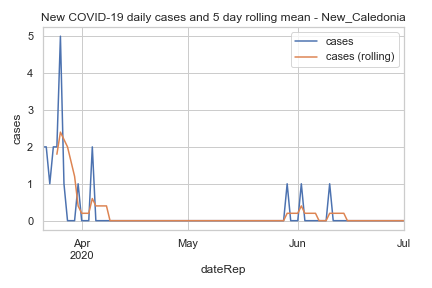 New COVID-19 daily cases and 5 day rolling mean - New_Caledonia
cases
cases (rolling)
5
4
3
2
1
0
cases
Apr
2020
May
Jun
Jul
dateRep